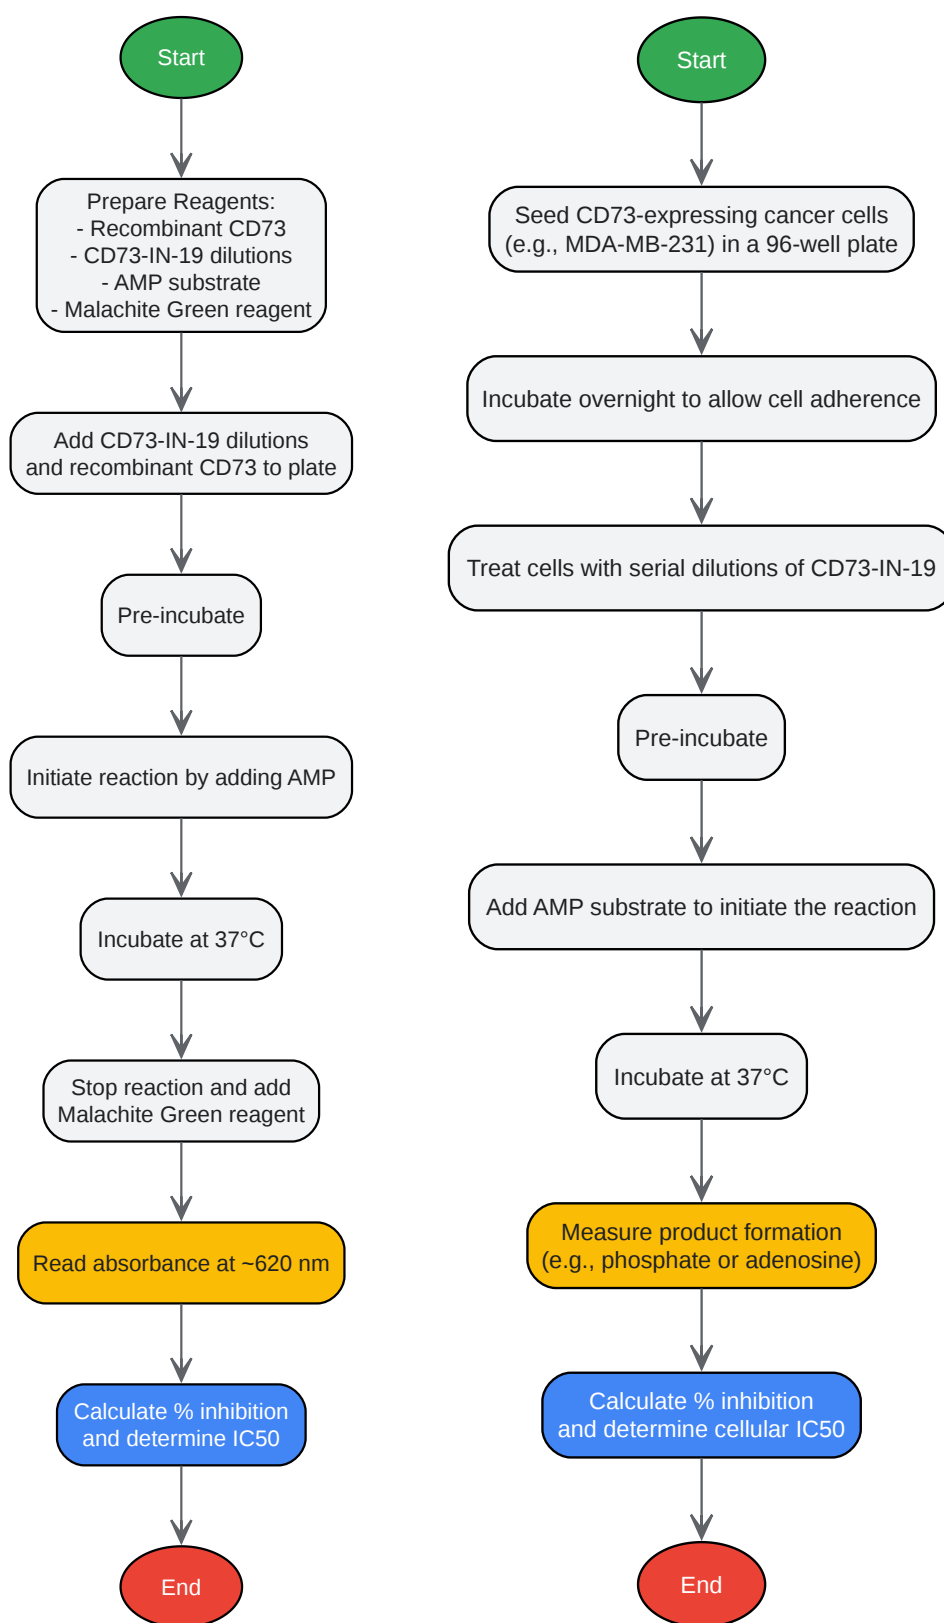 Start
Prepare Reagents:
- Recombinant CD73
- CD73-IN-19 dilutions
- AMP substrate
- Malachite Green reagent
Add CD73-IN-19 dilutions
and recombinant CD73 to plate
Pre-incubate
Initiate reaction by adding AMP
Incubate at 37°C
Stop reaction and add
Malachite Green reagent
Read absorbance at ~620 nm
Calculate % inhibition
and determine IC50
End
Start
Seed CD73-expressing cancer cells
(e.g., MDA-MB-231) in a 96-well plate
Incubate overnight to allow cell adherence
Treat cells with serial dilutions of CD73-IN-19
Pre-incubate
Add AMP substrate to initiate the reaction
Incubate at 37°C
Measure product formation
(e.g., phosphate or adenosine)
Calculate % inhibition
and determine cellular IC50
End